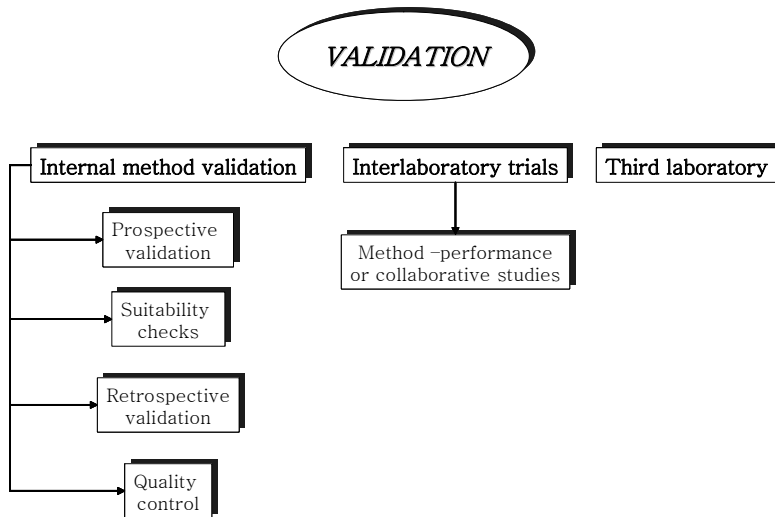 VALIDATION
Internal method validation
Interlaboratory trials
Third laboratory
Prospective
validation
Method -performance
or collaborative studies
Suitability
checks
Retrospective
validation
Quality
control